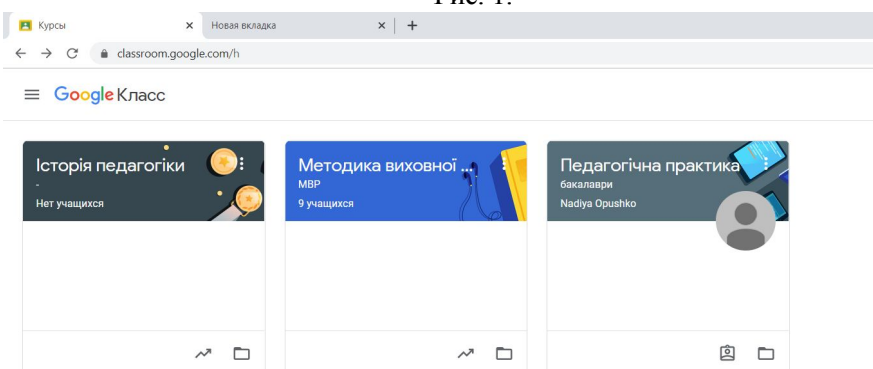 Рис. 1.
Курсы
Новая вкладка
classroom.google.com/h
Google Класс
Історія педагогіки
-
Нет учащихся
Методика виховної ...
МВР
9 учащихся
Педагогічна практика
бакалаври
Nadiya Opushko